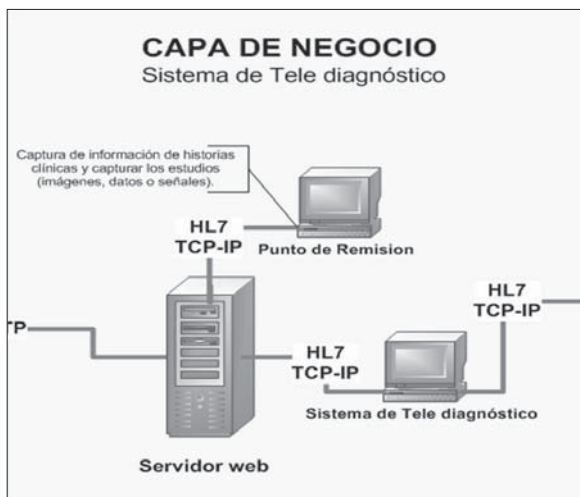 CAPA DE NEGOCIO
Sistema de Tele diagnóstico
Captura de información de historias
clínicas y capturar los estudios
(imágenes, datos o señales).
HL7
TCP-IP
Punto de Remision
HL7
TCP-IP
TP
HL7
TCP-IP
Sistema de Tele diagnóstico
Servidor web